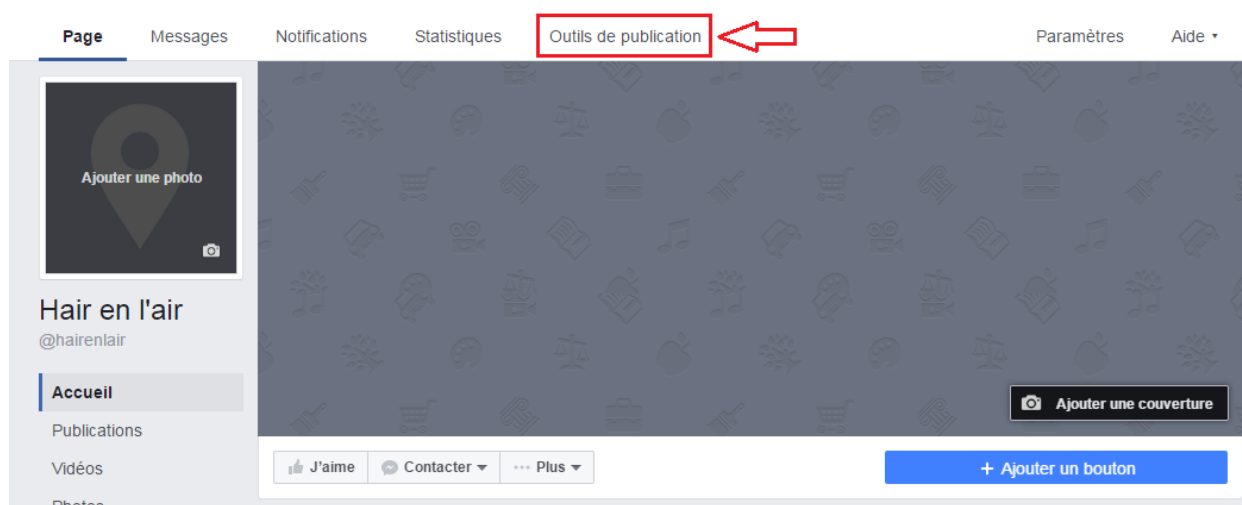 Page Messages Notifications Statistiques Outils de publication Paramètres Aide
Ajouter une photo
Hair en l'air
@hairenlair
Accueil
Publications
Vidéos
Photos
Ajouter une couverture
J'aime Contacter Plus
+ Ajouter un bouton